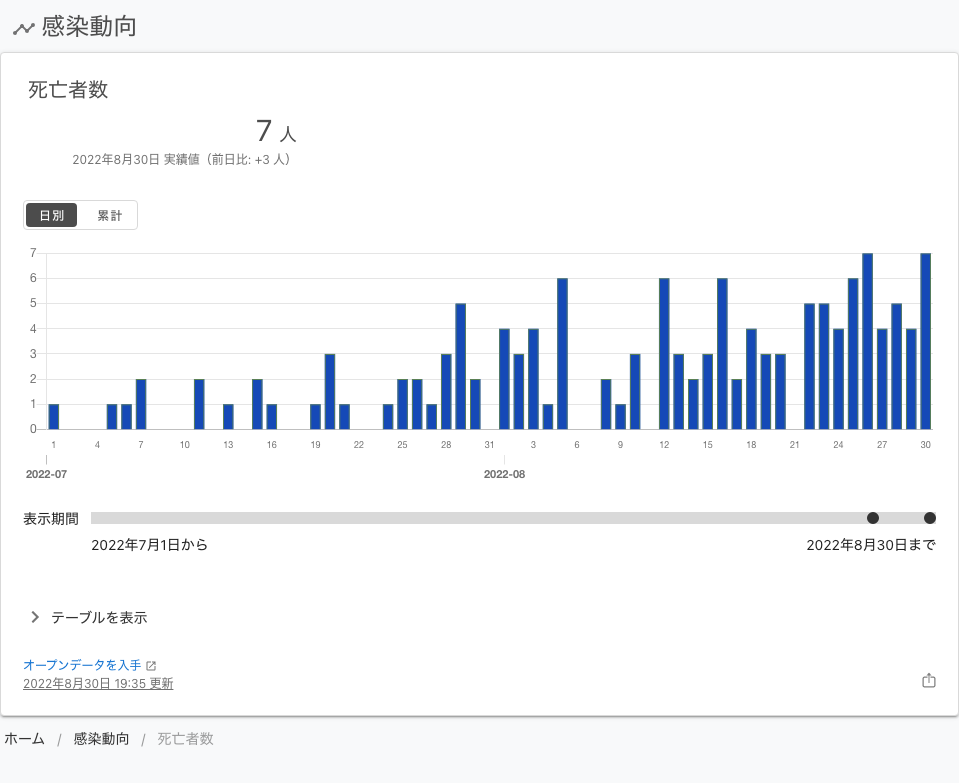 感染動向
死亡者数
7 人
2022年8月30日 実績値（前日比: +3 人）
日別 累計
7
6
5
4
3
2
1
0
1 4 7 10 13 16 19 22 25 28 31 3 6 9 12 15 18 21 24 27 30
2022-07 2022-08
表示期間
2022年7月1日から 2022年8月30日まで
テーブルを表示
オープンデータを入手
2022年8月30日 19:35 更新
ホーム / 感染動向 / 死亡者数